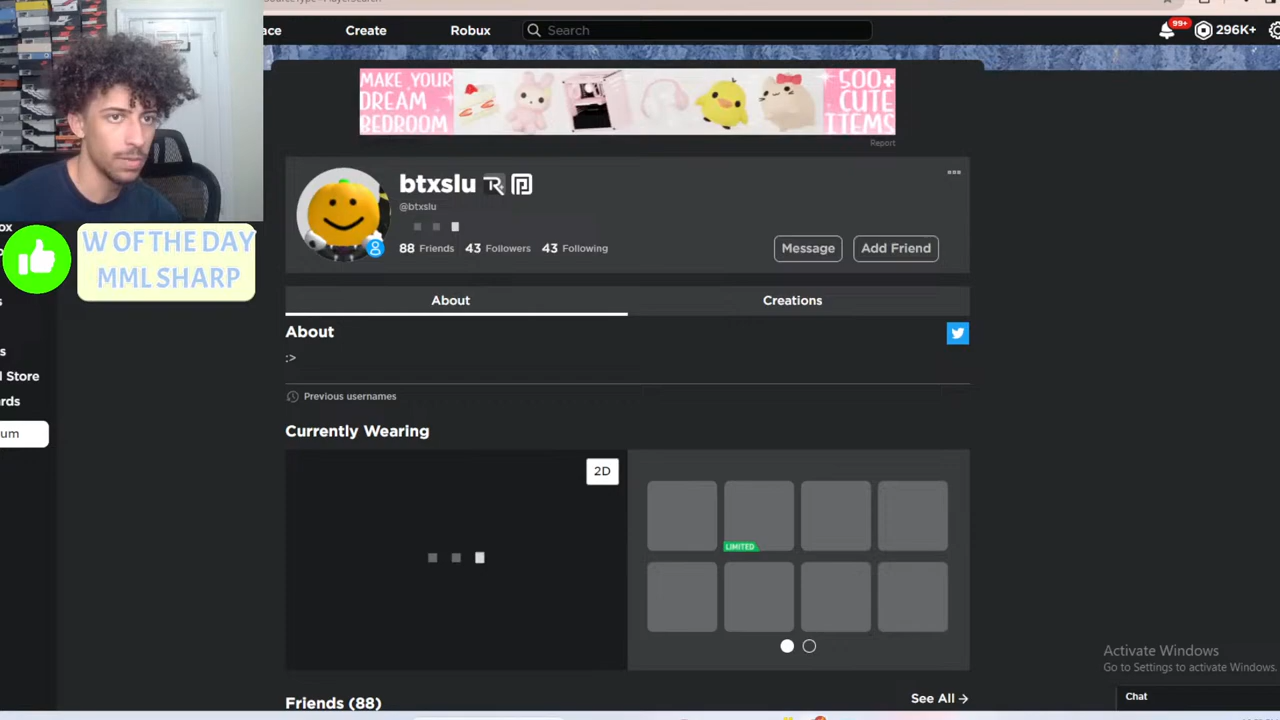 ace
Create
Robux
Search
99+
296K+
MAKE YOUR
DREAM
BEDROOM
500+
CUTE
ITEMS
Report
btxslu
@btxslu
88 Friends 43 Followers 43 Following
Message
Add Friend
W OF THE DAY
MML SHARP
About
Creations
About
:>
Previous usernames
Currently Wearing
2D
LIMITED
ox
s
s
l Store
rds
um
Friends (88)
See All
Activate Windows
Go to Settings to activate Windows.
Chat